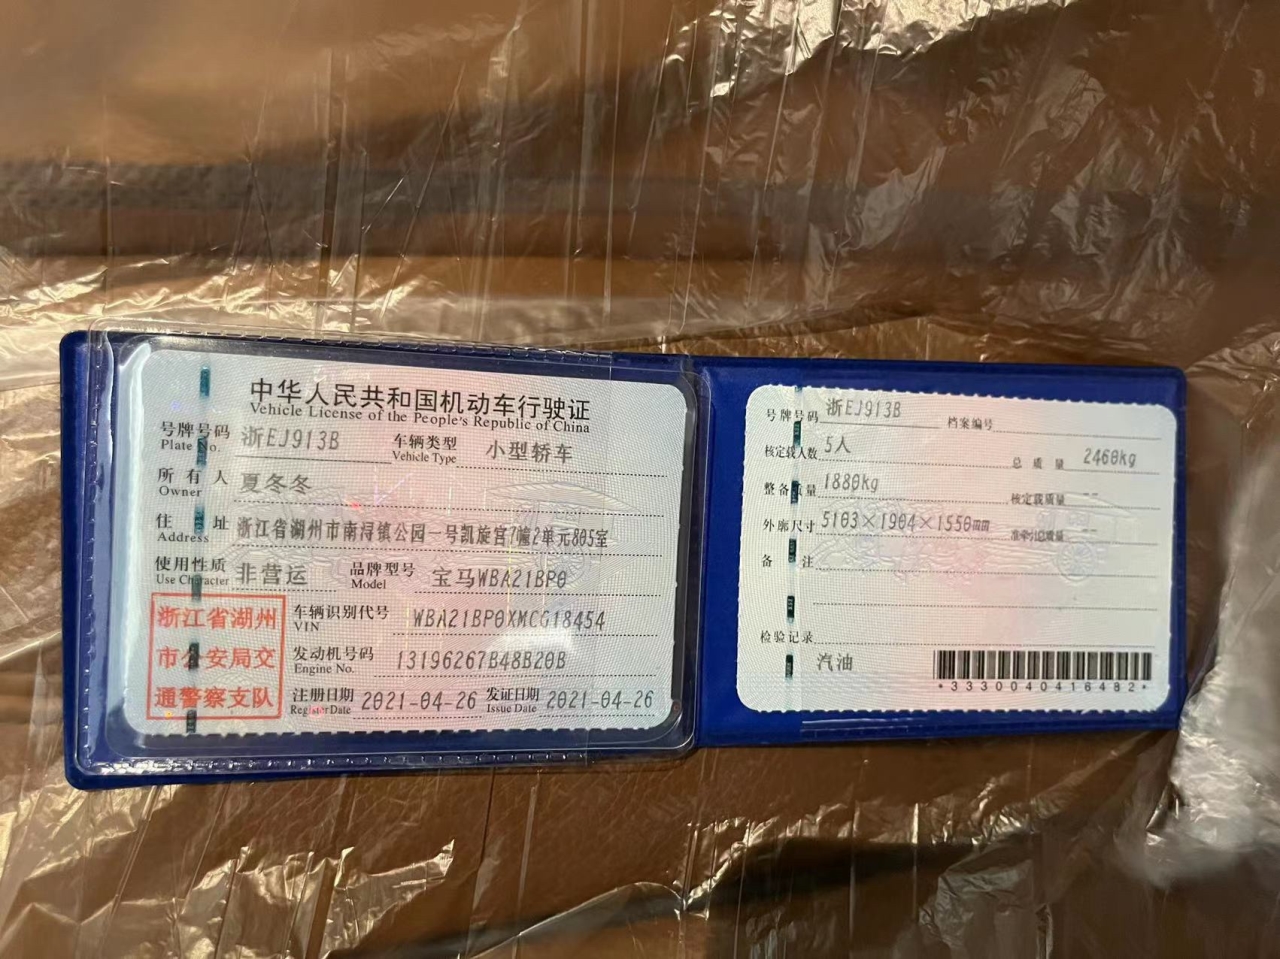 中华人民共和国机动车行驶证
Vehicle License of the People's Republic of China
号牌号码 浙EJ913B 车辆类型 小型轿车
Plate No. Vehicle Type
所有人 夏冬冬
Owner
住址 浙江省湖州市南浔镇公园一号凯旋宫7幢2单元805室
Address
使用性质 非营运 品牌型号 宝马WBA21BP0
Use Character Model
浙江省湖州
市公安局交
通警察支队
车辆识别代号 WBA21BP0XMCG18454
VIN
发动机号码 13196267B48B20B
Engine No.
注册日期 2021-04-26 发证日期 2021-04-26
Register Date Issue Date
号牌号码 浙EJ913B 档案编号
核定载人数 5人 总质量 2460kg
整备质量 1880kg 核定载质量 --
外廓尺寸 5103×1904×1550mm 准牵引总质量 --
备注
检验记录
汽油
*3330040416482*